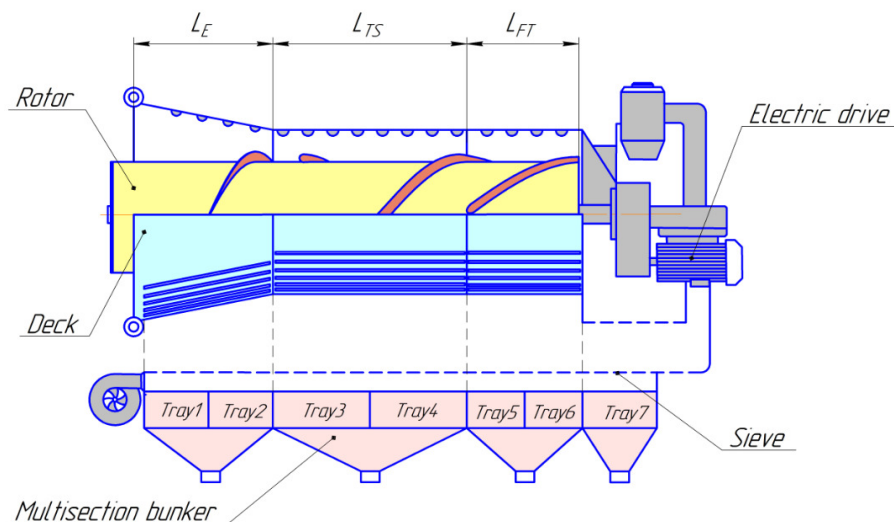 L_E L_TS L_FT
Rotor
Electric drive
Deck
Tray1 Tray2 Tray3 Tray4 Tray5 Tray6 Tray7
Sieve
Multisection bunker